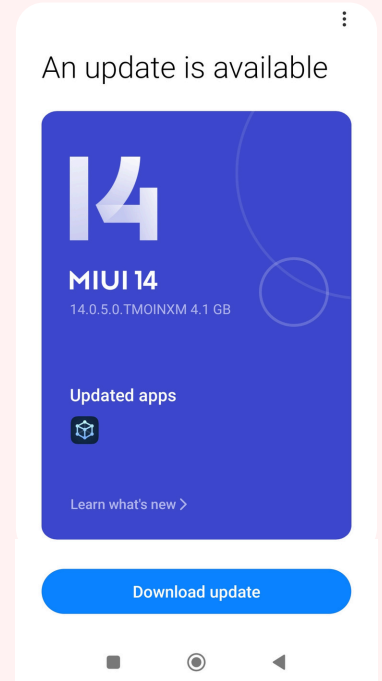 An update is available
14
MIUI 14
14.0.5.0.TMOINXM 4.1 GB
Updated apps
Learn what's new >
Download update